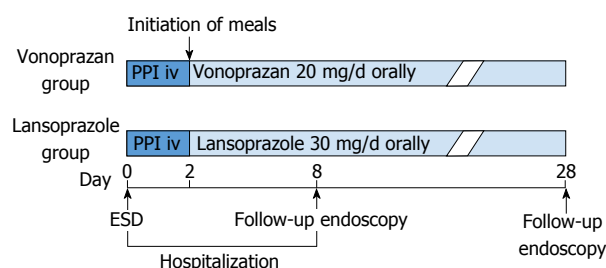 Initiation of meals
Vonoprazan
group
PPI iv
Vonoprazan 20 mg/d orally
Lansoprazole
group
PPI iv
Lansoprazole 30 mg/d orally
Day
0
2
8
28
ESD
Follow-up endoscopy
Follow-up
endoscopy
Hospitalization